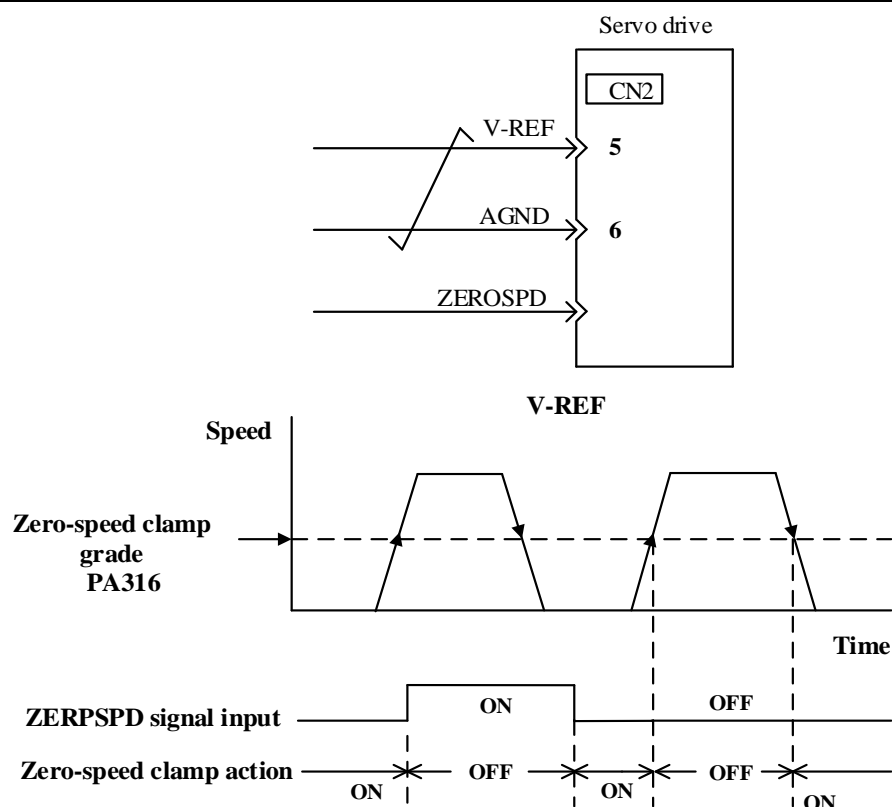 Servo drive
CN2
V-REF
5
AGND
6
ZEROSPD
V-REF
Speed
Zero-speed clamp
grade
PA316
Time
ZERPSPD signal input
ON
OFF
Zero-speed clamp action
ON
OFF
ON
OFF
ON